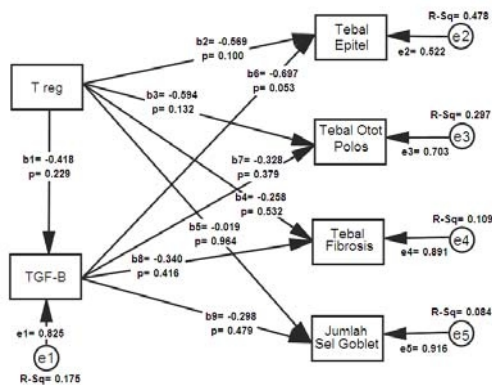 R-Sq= 0.478
b2= -0.569
p= 0.100
Tebal
Epitel
e2
e2= 0.522
b6= -0.697
p= 0.053
T reg
b3= -0.594
p= 0.132
R-Sq= 0.297
Tebal Otot
Polos
e3
e3= 0.703
b7= -0.328
p= 0.379
b1= -0.418
p= 0.229
b4= -0.258
p= 0.532
b5= -0.019
p= 0.964
R-Sq= 0.109
Tebal
Fibrosis
e4
e4= 0.891
b8= -0.340
p= 0.416
TGF-B
b9= -0.298
p= 0.479
R-Sq= 0.084
Jumlah
Sel Goblet
e5
e5= 0.916
e1= 0.825
e1
R-Sq= 0.175